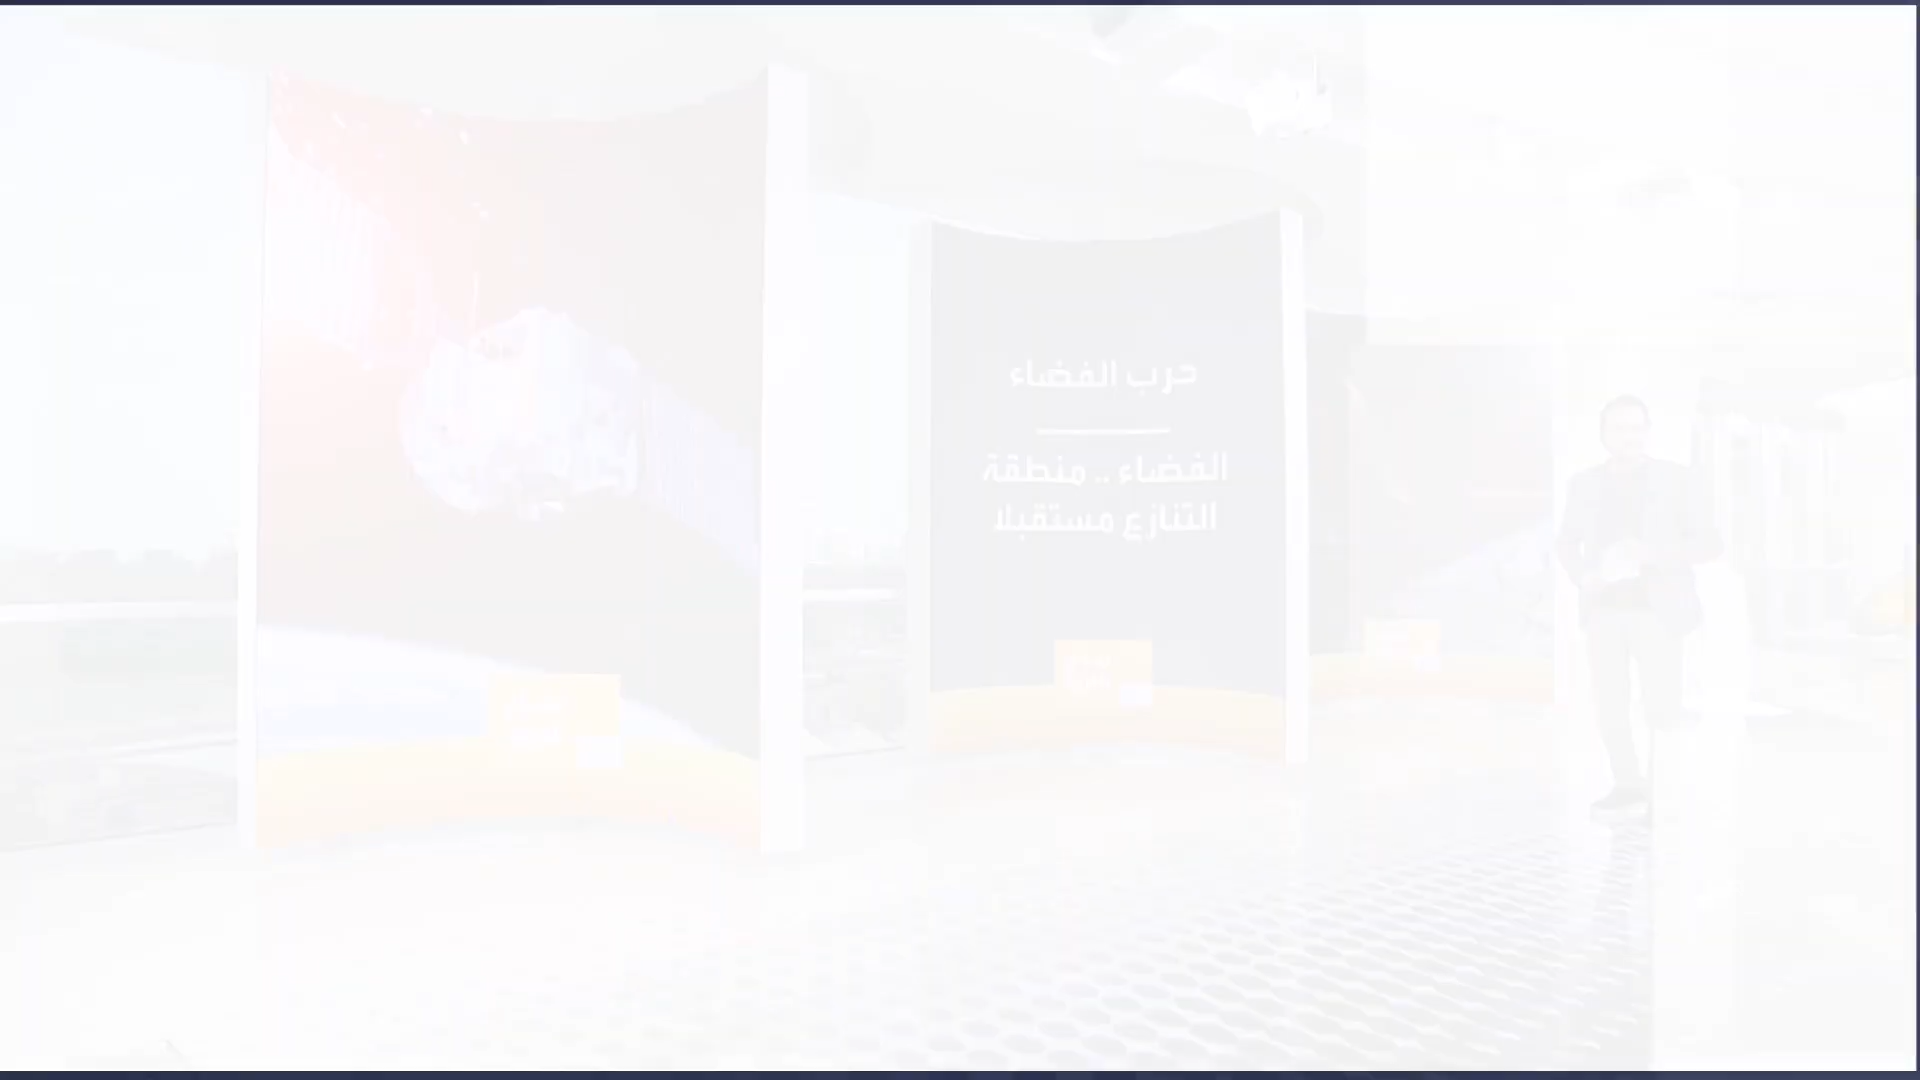 حرب الفضاء
الفضاء .. منطقة
التنازع مستقبلا